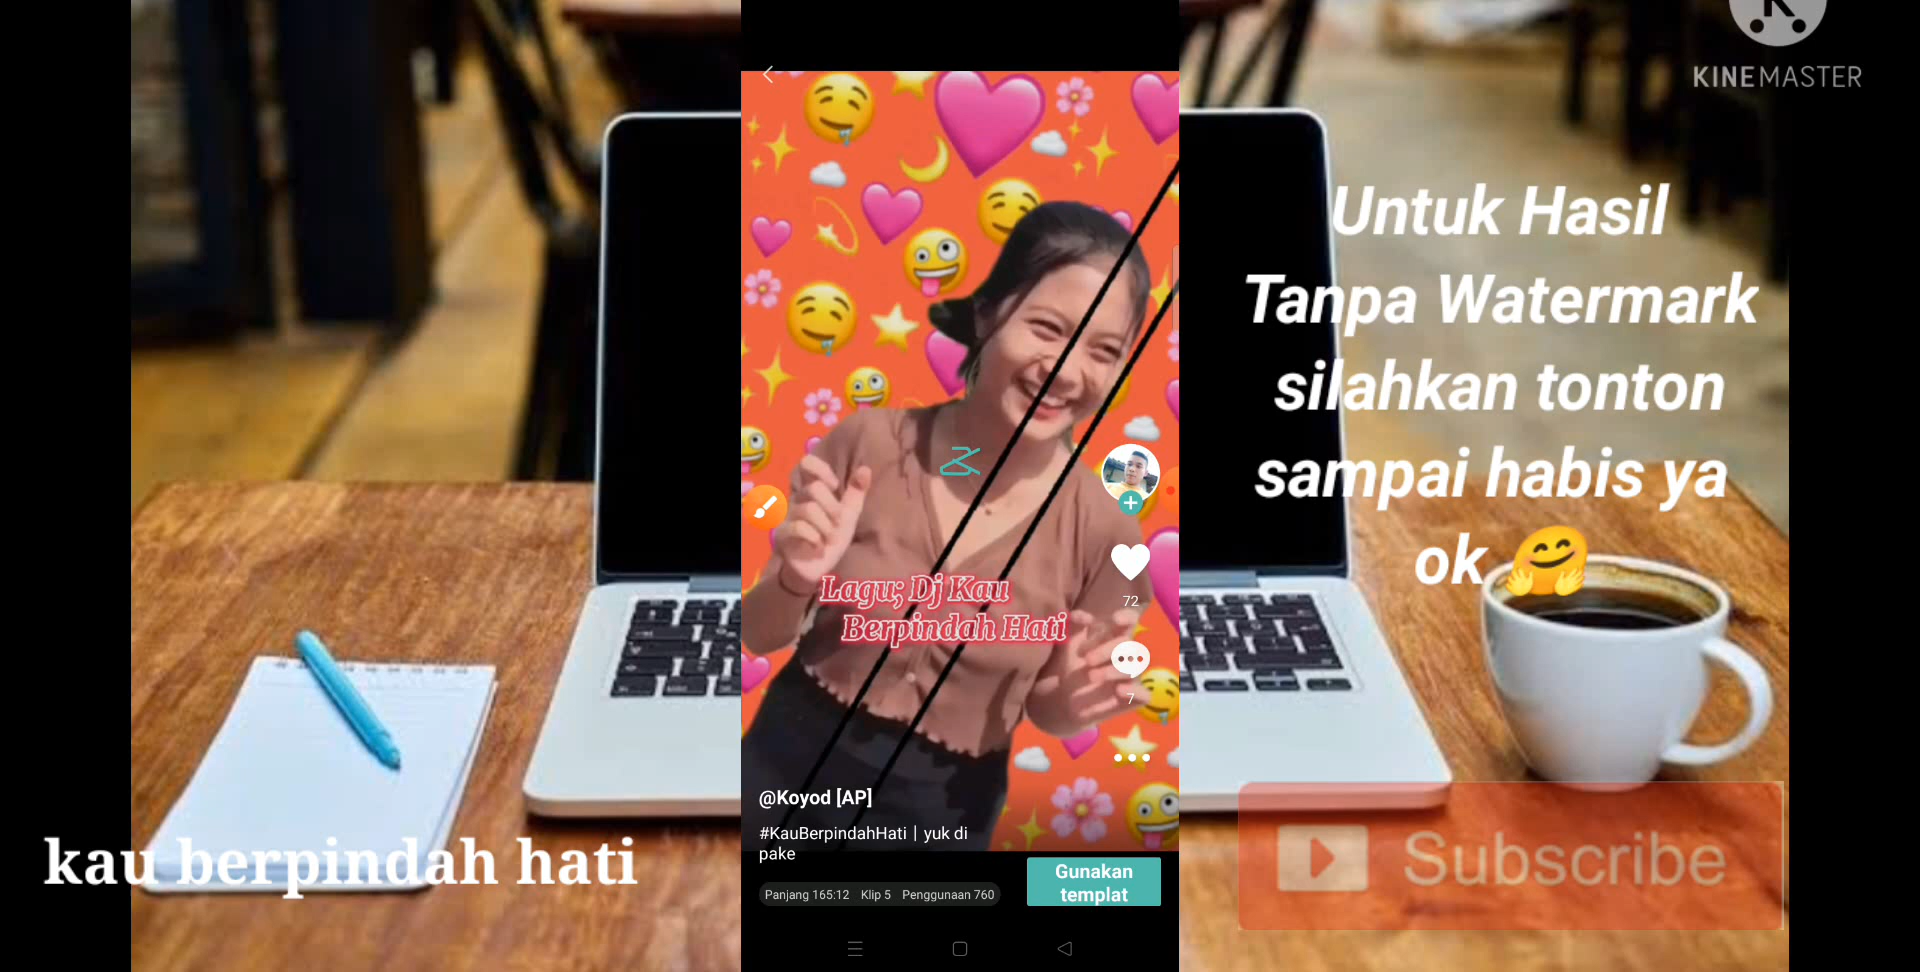 KINEMASTER
Untuk Hasil
Tanpa Watermark
silahkan tonton
sampai habis ya
ok 🤗
Lagu; Dj Kau
Berpindah Hati
72
7
@Koyod [AP]
#KauBerpindahHati | yuk di
pake
Panjang 165:12 Klip 5 Penggunaan 760
Gunakan
templat
kau berpindah hati
Subscribe